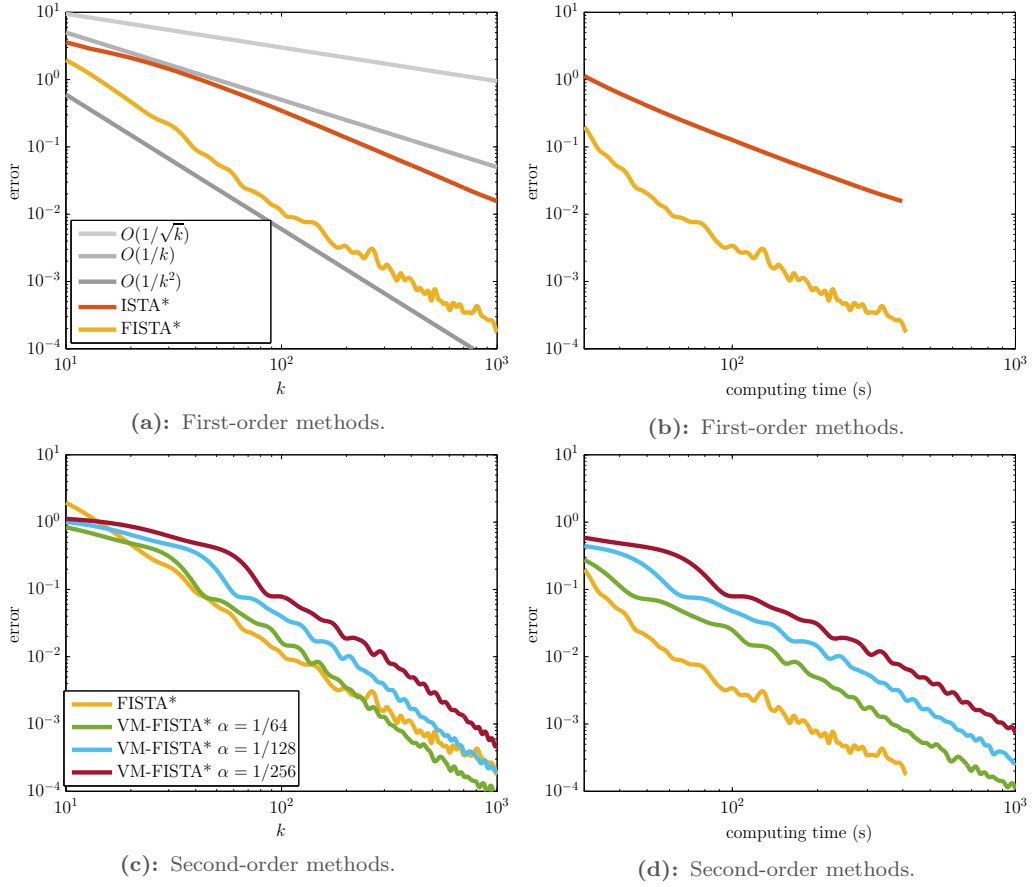 10^1
10^0
10^{-1}
10^{-2}
10^{-3}
10^{-4}
error
O(1/\sqrt{k})
O(1/k)
O(1/k^2)
ISTA*
FISTA*
10^1
10^2
10^3
k
(a): First-order methods.
10^1
10^0
10^{-1}
10^{-2}
10^{-3}
10^{-4}
error
10^2
10^3
computing time (s)
(b): First-order methods.
10^1
10^0
10^{-1}
10^{-2}
10^{-3}
10^{-4}
error
FISTA*
VM-FISTA* α = 1/64
VM-FISTA* α = 1/128
VM-FISTA* α = 1/256
10^1
10^2
10^3
k
(c): Second-order methods.
10^1
10^0
10^{-1}
10^{-2}
10^{-3}
10^{-4}
error
10^2
10^3
computing time (s)
(d): Second-order methods.